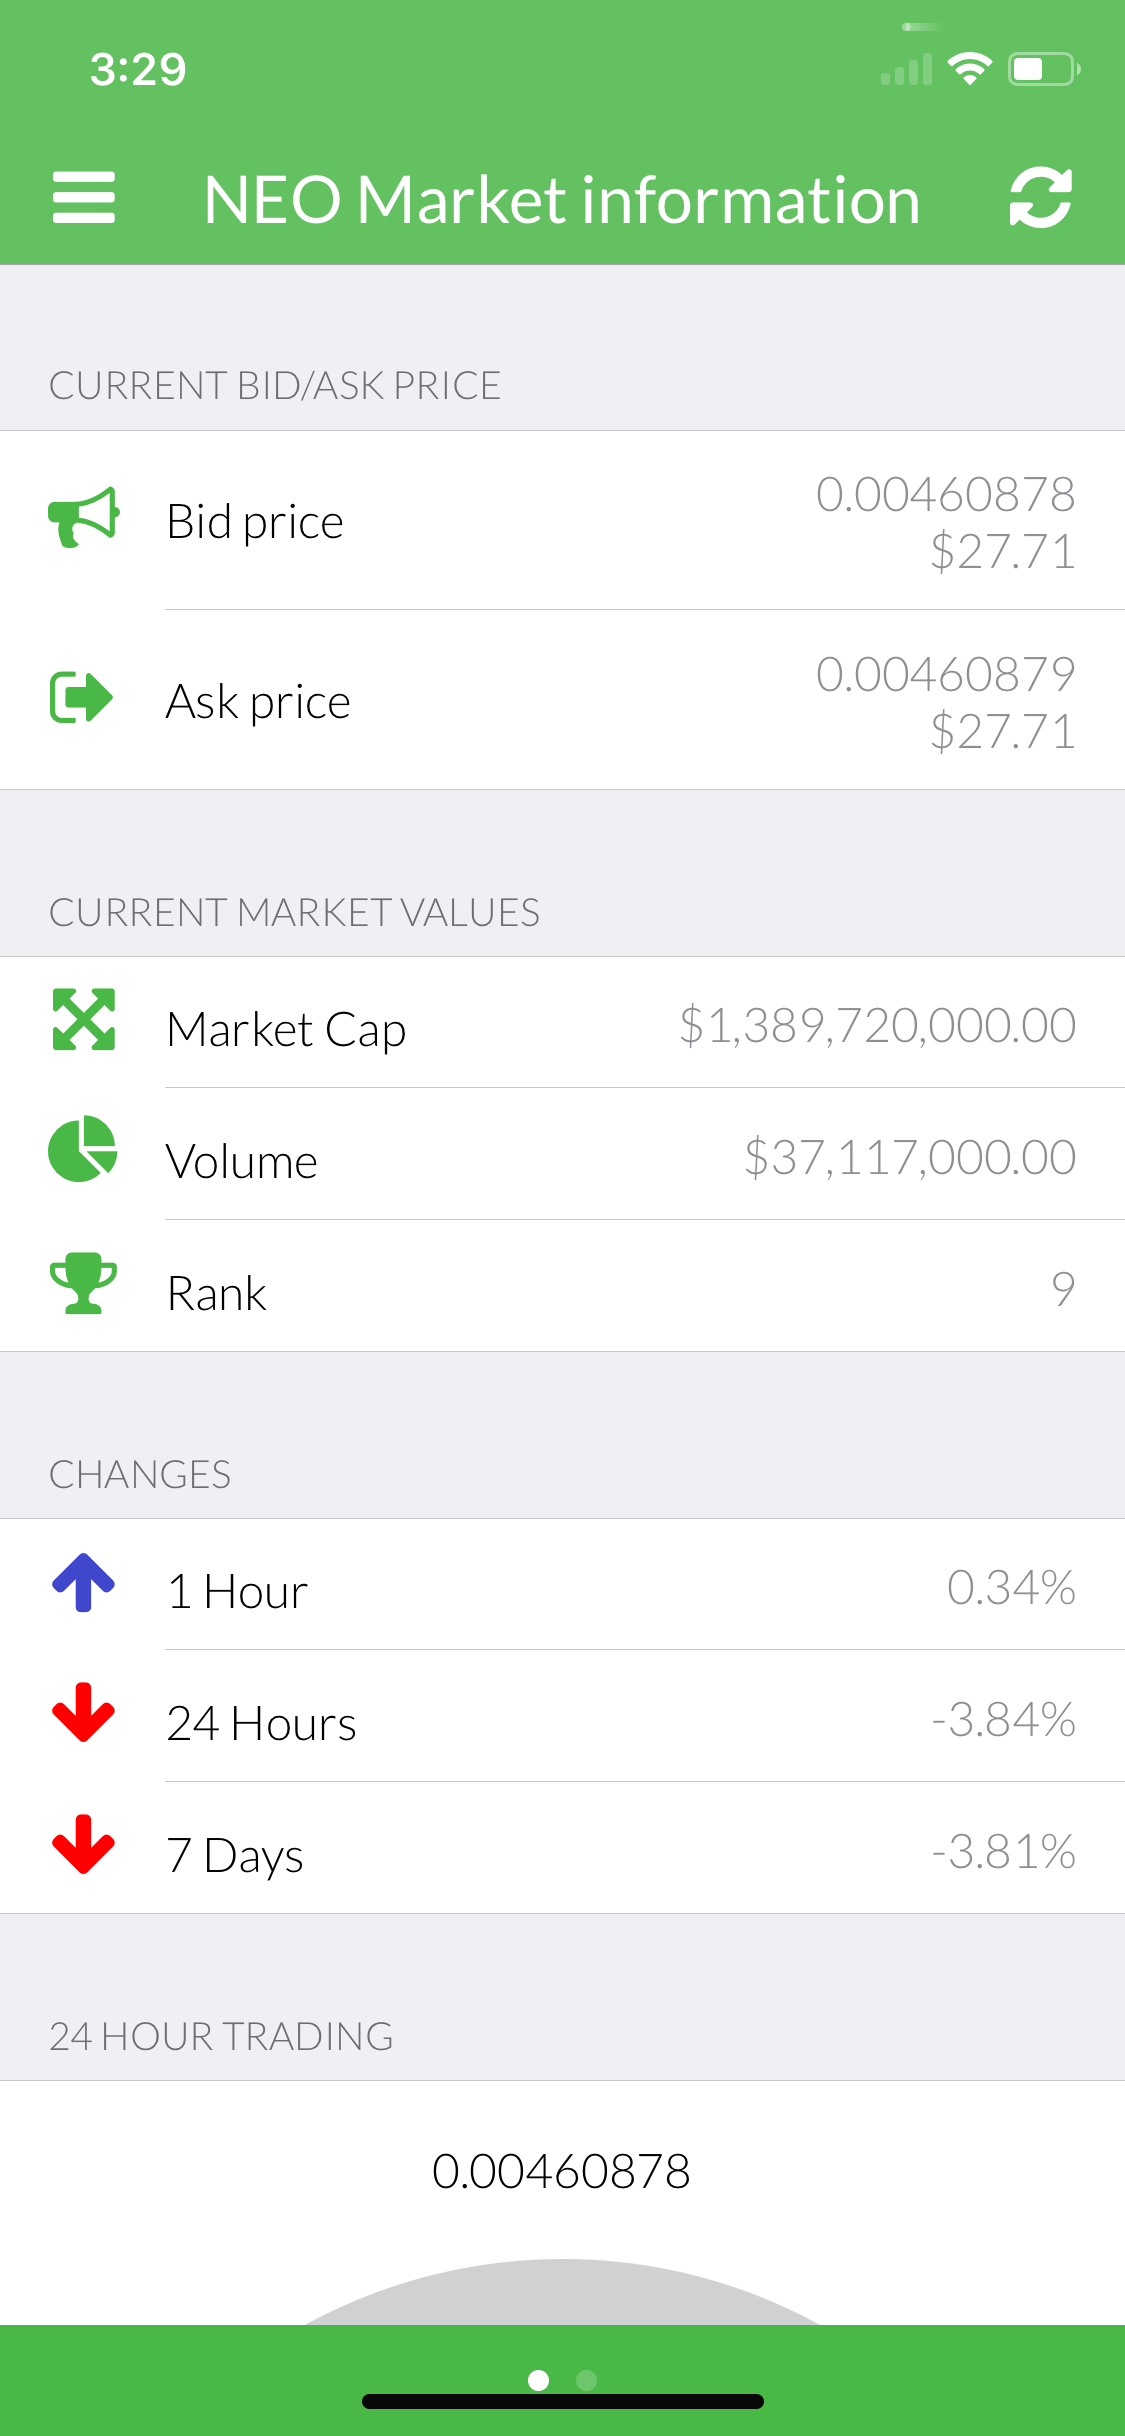 3:29
NEO Market information
CURRENT BID/ASK PRICE
Bid price
0.00460878
$27.71
Ask price
0.00460879
$27.71
CURRENT MARKET VALUES
Market Cap
$1,389,720,000.00
Volume
$37,117,000.00
Rank
9
CHANGES
1 Hour
0.34%
24 Hours
-3.84%
7 Days
-3.81%
24 HOUR TRADING
0.00460878